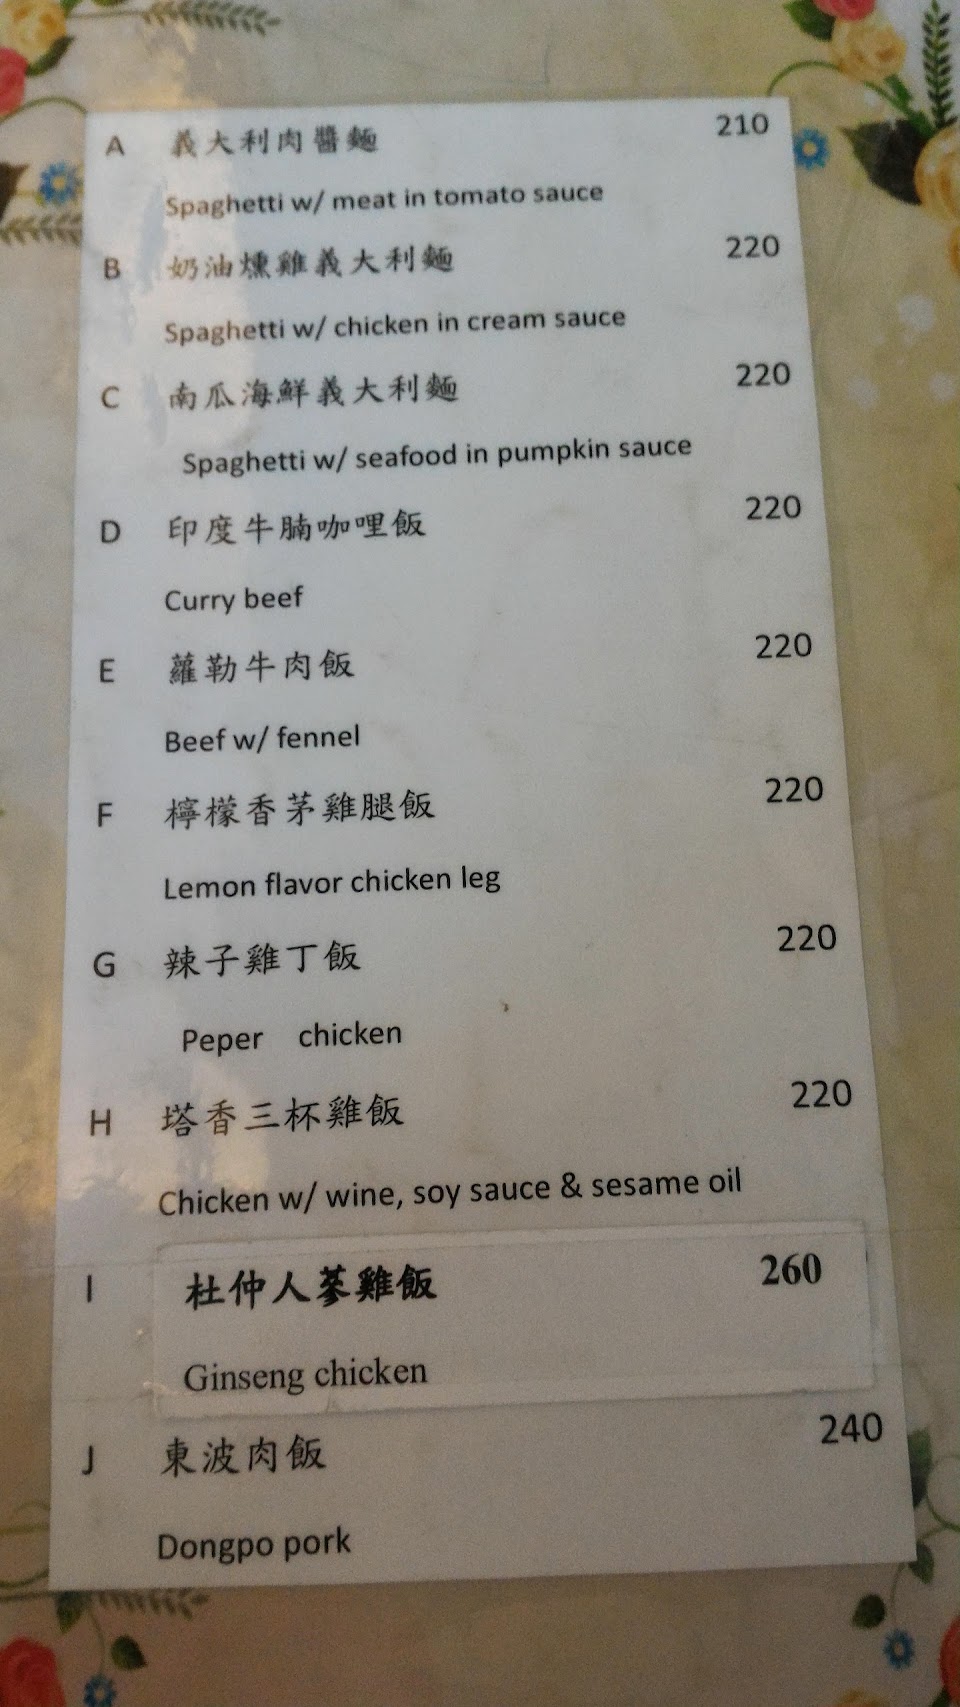 A 義大利肉醬麵 210
Spaghetti w/ meat in tomato sauce
B 奶油燻雞義大利麵 220
Spaghetti w/ chicken in cream sauce
C 南瓜海鮮義大利麵 220
Spaghetti w/ seafood in pumpkin sauce
D 印度牛腩咖哩飯 220
Curry beef
E 蘿勒牛肉飯 220
Beef w/ fennel
F 檸檬香茅雞腿飯 220
Lemon flavor chicken leg
G 辣子雞丁飯 220
Peper chicken
H 塔香三杯雞飯 220
Chicken w/ wine, soy sauce & sesame oil
I 杜仲人蔘雞飯 260
Ginseng chicken
J 東波肉飯 240
Dongpo pork